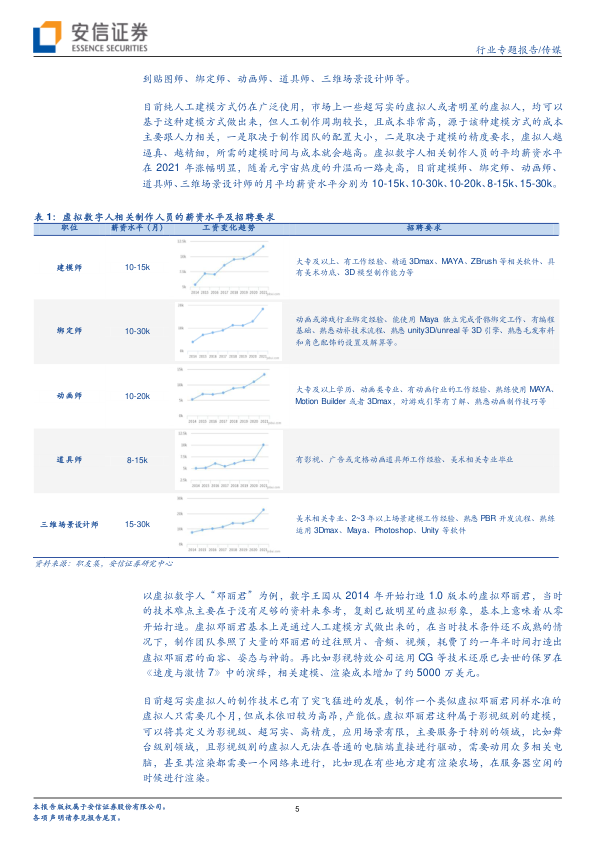 安信证券
ESSENCE SECURITIES
行业专题报告/传媒
到贴图师、绑定师、动画师、道具师、三维场景设计师等。
目前纯人工建模方式仍在广泛使用，市场上一些超写实的虚拟人或者明星的虚拟人，均可以
基于这种建模方式做出来，但人工制作周期较长，且成本非常高，源于该种建模方式的成本
主要跟人力相关，一是取决于制作团队的配置大小，二是取决于建模的精度要求，虚拟人越
逼真、越精细，所需的建模时间与成本就会越高。虚拟数字人相关制作人员的平均薪资水平
在 2021 年涨幅明显，随着元宇宙热度的升温而一路走高，目前建模师、绑定师、动画师、
道具师、三维场景设计师的月平均薪资水平分别为 10-15k、10-30k、10-20k、8-15k、15-30k。
表 1：虚拟数字人相关制作人员的薪资水平及招聘要求
职位 薪资水平（月） 工资变化趋势 招聘要求
建模师 10-15k
大专及以上、有工作经验、精通 3Dmax、MAYA、ZBrush 等相关软件、具
有美术功底，3D 模型制作能力等
绑定师 10-30k
动画或游戏行业绑定经验、能使用 Maya 独立完成骨骼绑定工作、有编程
基础、熟悉动补技术流程、熟悉 unity3D/unreal 等 3D 引擎、熟悉毛发布料
和角色配饰的设置及解算等。
动画师 10-20k
大专及以上学历、动画类专业、有动画行业的工作经验、熟练使用 MAYA、
Motion Builder 或者 3Dmax，对游戏引擎有了解、熟悉动画制作技巧等
道具师 8-15k
有影视、广告或定格动画道具师工作经验、美术相关专业毕业
三维场景设计师 15-30k
美术相关专业、2~3 年以上场景建模工作经验、熟悉 PBR 开发流程、熟练
运用 3Dmax、Maya、Photoshop、Unity 等软件
资料来源：职友集，安信证券研究中心
以虚拟数字人“邓丽君”为例，数字王国从 2014 年开始打造 1.0 版本的虚拟邓丽君，当时
的技术难点主要在于没有足够的资料来参考，复刻已故明星的虚拟形象，基本上意味着从零
开始打造。虚拟邓丽君基本上是通过人工建模方式做出来的，在当时技术条件还不成熟的情
况下，制作团队参照了大量的邓丽君的过往照片、音频、视频，耗费了约一年半时间打造出
虚拟邓丽君的面容、姿态与神韵。再比如影视特效公司运用 CG 等技术还原已去世的保罗在
《速度与激情 7》中的演绎，相关建模、渲染成本增加了约 5000 万美元。
目前超写实虚拟人的制作技术已有了突飞猛进的发展，制作一个类似虚拟邓丽君同样水准的
虚拟人只需要几个月，但成本依旧较为高昂，产能低。虚拟邓丽君这种属于影视级别的建模，
可以将其定义为影视级、超写实、高精度，应用场景有限，主要服务于特别的领域，比如舞
台级别领域，且影视级别的虚拟人无法在普通的电脑端直接进行驱动，需要动用众多相关电
脑，甚至其渲染都需要一个网络来进行，比如现在有些地方建有渲染农场，在服务器空闲的
时候进行渲染。
本报告版权属于安信证券股份有限公司。
5
各项声明请参见报告尾页。